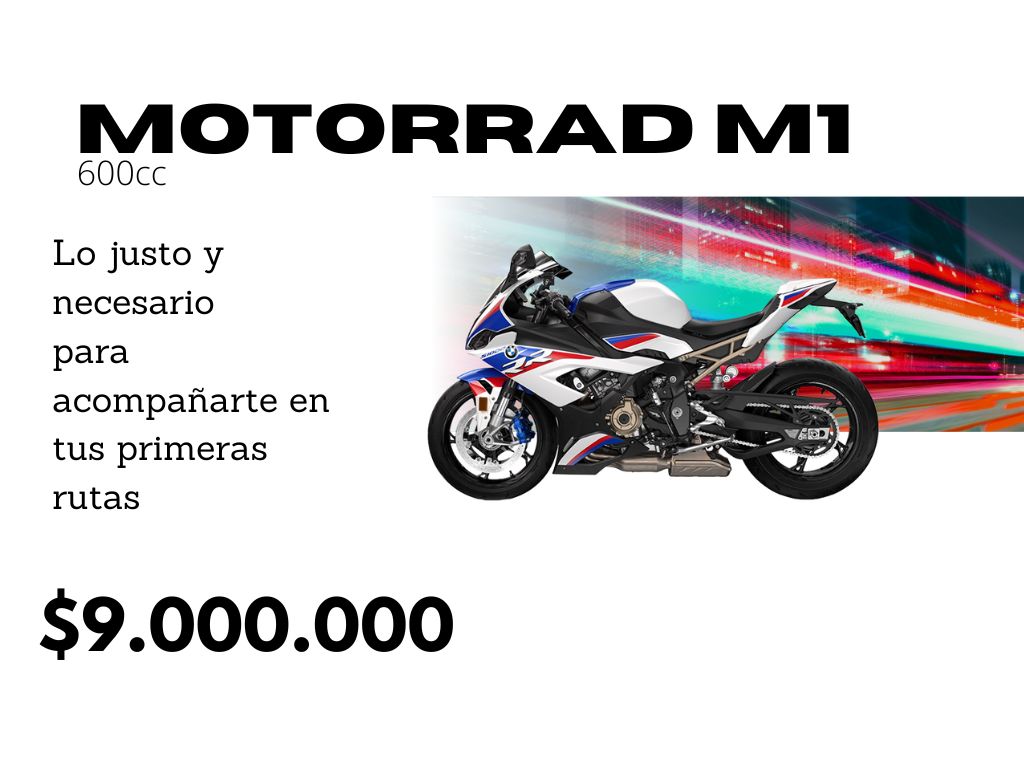 MOTORRAD M1
600cc
Lo justo y
necesario
para
acompañarte en
tus primeras
rutas
$9.000.000